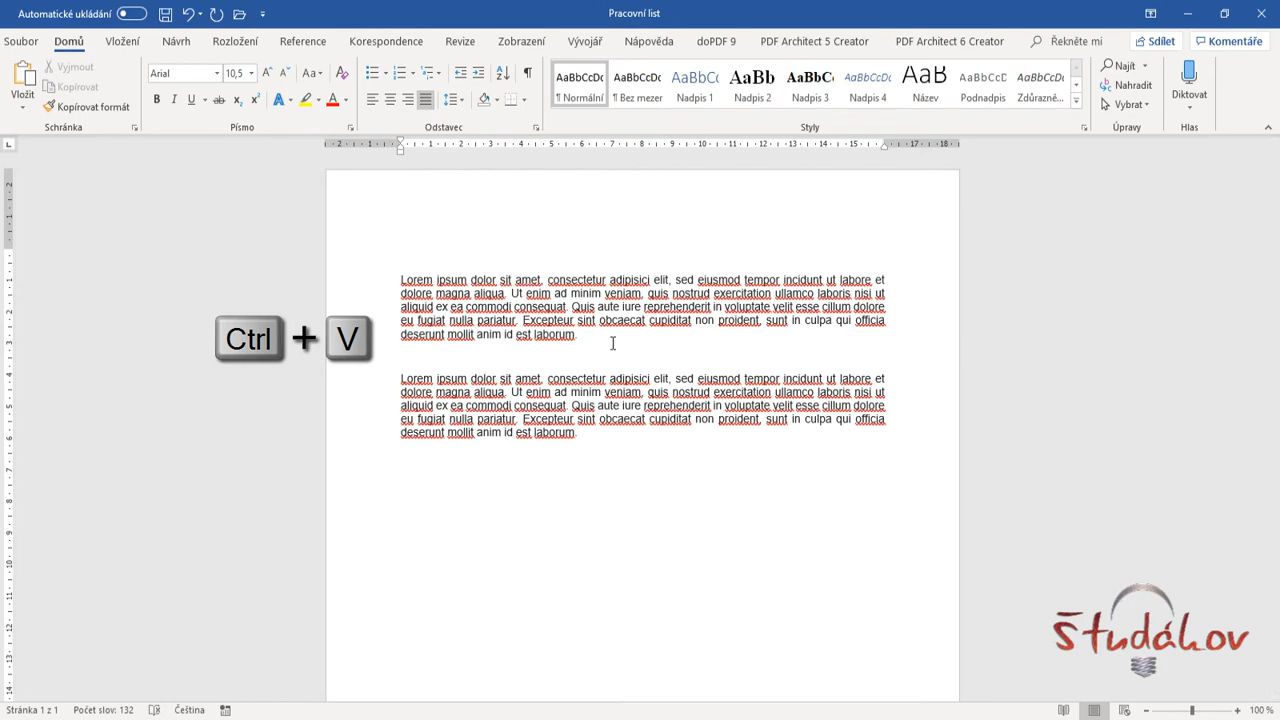 Automatické ukládání
Pracovní list
Soubor Domů Vložení Návrh Rozložení Reference Korespondence Revize Zobrazení Vývojář Nápověda doPDF 9 PDF Architect 5 Creator PDF Architect 6 Creator Řekněte mi Sdílet Komentáře
Vložit
Vyjmout
Kopírovat
Kopírovat formát
Schránka
Arial 10,5
Písmo
Odstavec
AaBbCcDc AaBbCcDc AaBbCc AaBb AaBbC AaBbCcDc AaB AaBbCcD AaBbCcDc
¶ Normální ¶ Bez mezer Nadpis 1 Nadpis 2 Nadpis 3 Nadpis 4 Název Podnadpis Zdůrazně...
Styly
Najít
Nahradit
Vybrat
Úpravy
Diktovat
Hlas
Lorem ipsum dolor sit amet, consectetur adipisici elit, sed eiusmod tempor incidunt ut labore et
dolore magna aliqua. Ut enim ad minim veniam, quis nostrud exercitation ullamco laboris nisi ut
aliquid ex ea commodi consequat. Quis aute iure reprehenderit in voluptate velit esse cillum dolore
eu fugiat nulla pariatur. Excepteur sint obcaecat cupiditat non proident, sunt in culpa qui officia
deserunt mollit anim id est laborum.
Ctrl + V
Lorem ipsum dolor sit amet, consectetur adipisici elit, sed eiusmod tempor incidunt ut labore et
dolore magna aliqua. Ut enim ad minim veniam, quis nostrud exercitation ullamco laboris nisi ut
aliquid ex ea commodi consequat. Quis aute iure reprehenderit in voluptate velit esse cillum dolore
eu fugiat nulla pariatur. Excepteur sint obcaecat cupiditat non proident, sunt in culpa qui officia
deserunt mollit anim id est laborum.
Študákov
Stránka 1 z 1 Počet slov: 132 Čeština 100 %